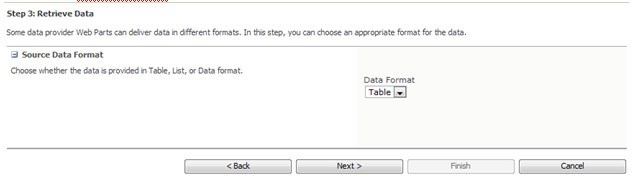 Step 3: Retrieve Data
Some data provider Web Parts can deliver data in different formats. In this step, you can choose an appropriate format for the data.
Source Data Format
Choose whether the data is provided in Table, List, or Data format.
Data Format
Table
< Back Next > Finish Cancel